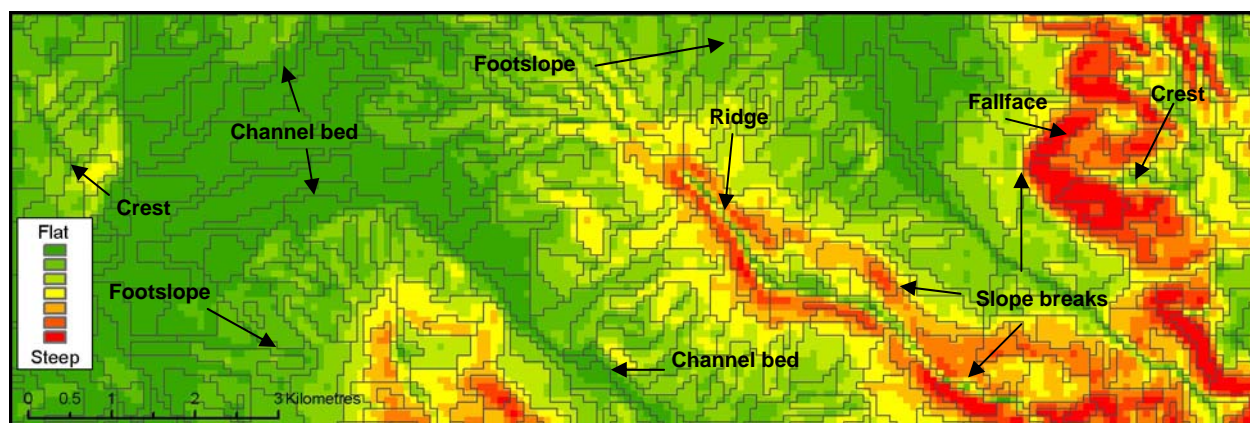 Footslope
Fallface
Crest
Ridge
Channel bed
Crest
Flat
Footslope
Slope breaks
Steep
Channel bed
0 0.5 1 2 3 Kilometres